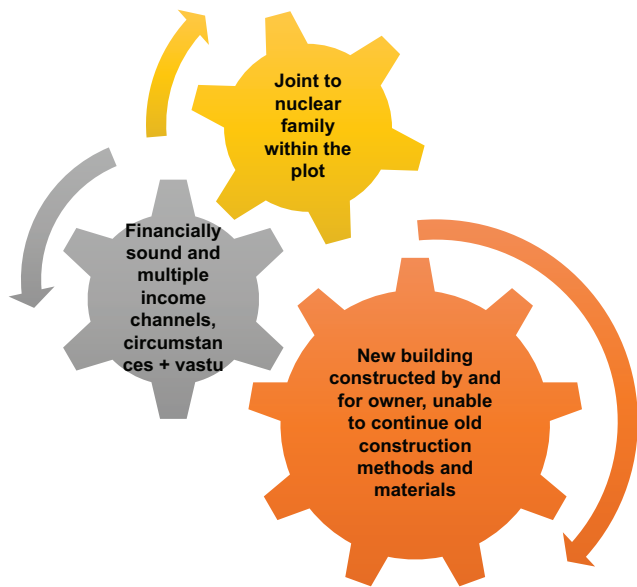 Joint to
nuclear
family
within the
plot
Financially
sound and
multiple
income
channels,
circumstan
ces + vastu
New building
constructed by and
for owner, unable
to continue old
construction
methods and
materials